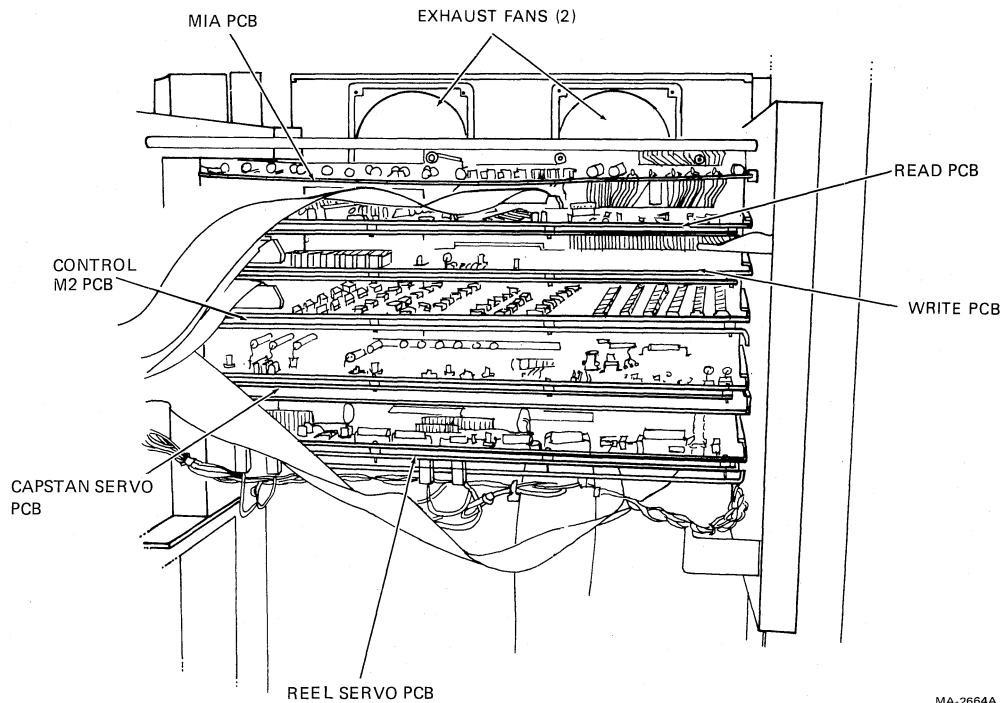 MIA PCB
EXHAUST FANS (2)
READ PCB
CONTROL
M2 PCB
WRITE PCB
CAPSTAN SERVO
PCB
REEL SERVO PCB
MA-2664A